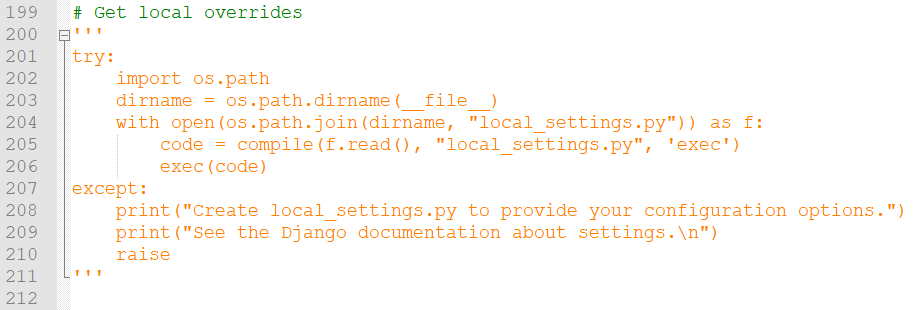 199 # Get local overrides
200 '''
201 try:
202     import os.path
203     dirname = os.path.dirname(__file__)
204     with open(os.path.join(dirname, "local_settings.py")) as f:
205         code = compile(f.read(), "local_settings.py", 'exec')
206         exec(code)
207 except:
208     print("Create local_settings.py to provide your configuration options.")
209     print("See the Django documentation about settings.\n")
210     raise
211 '''
212